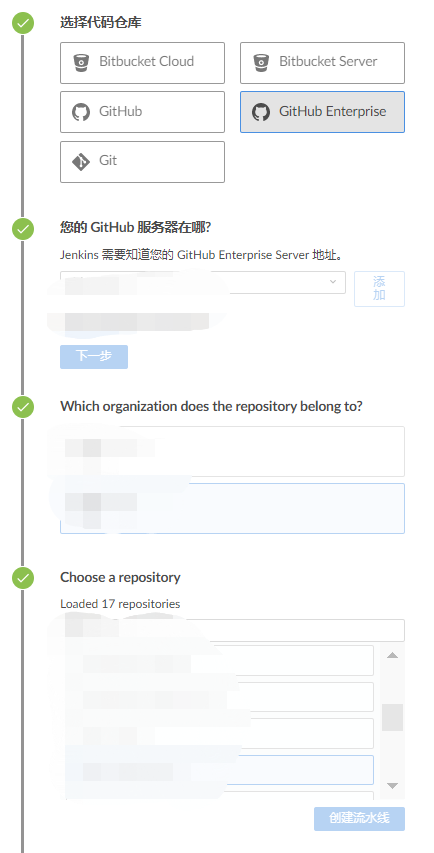 选择代码仓库
Bitbucket Cloud
Bitbucket Server
GitHub
GitHub Enterprise
Git
您的 GitHub 服务器在哪?
Jenkins 需要知道您的 GitHub Enterprise Server 地址。
添
加
下一步
Which organization does the repository belong to?
Choose a repository
Loaded 17 repositories
创建流水线